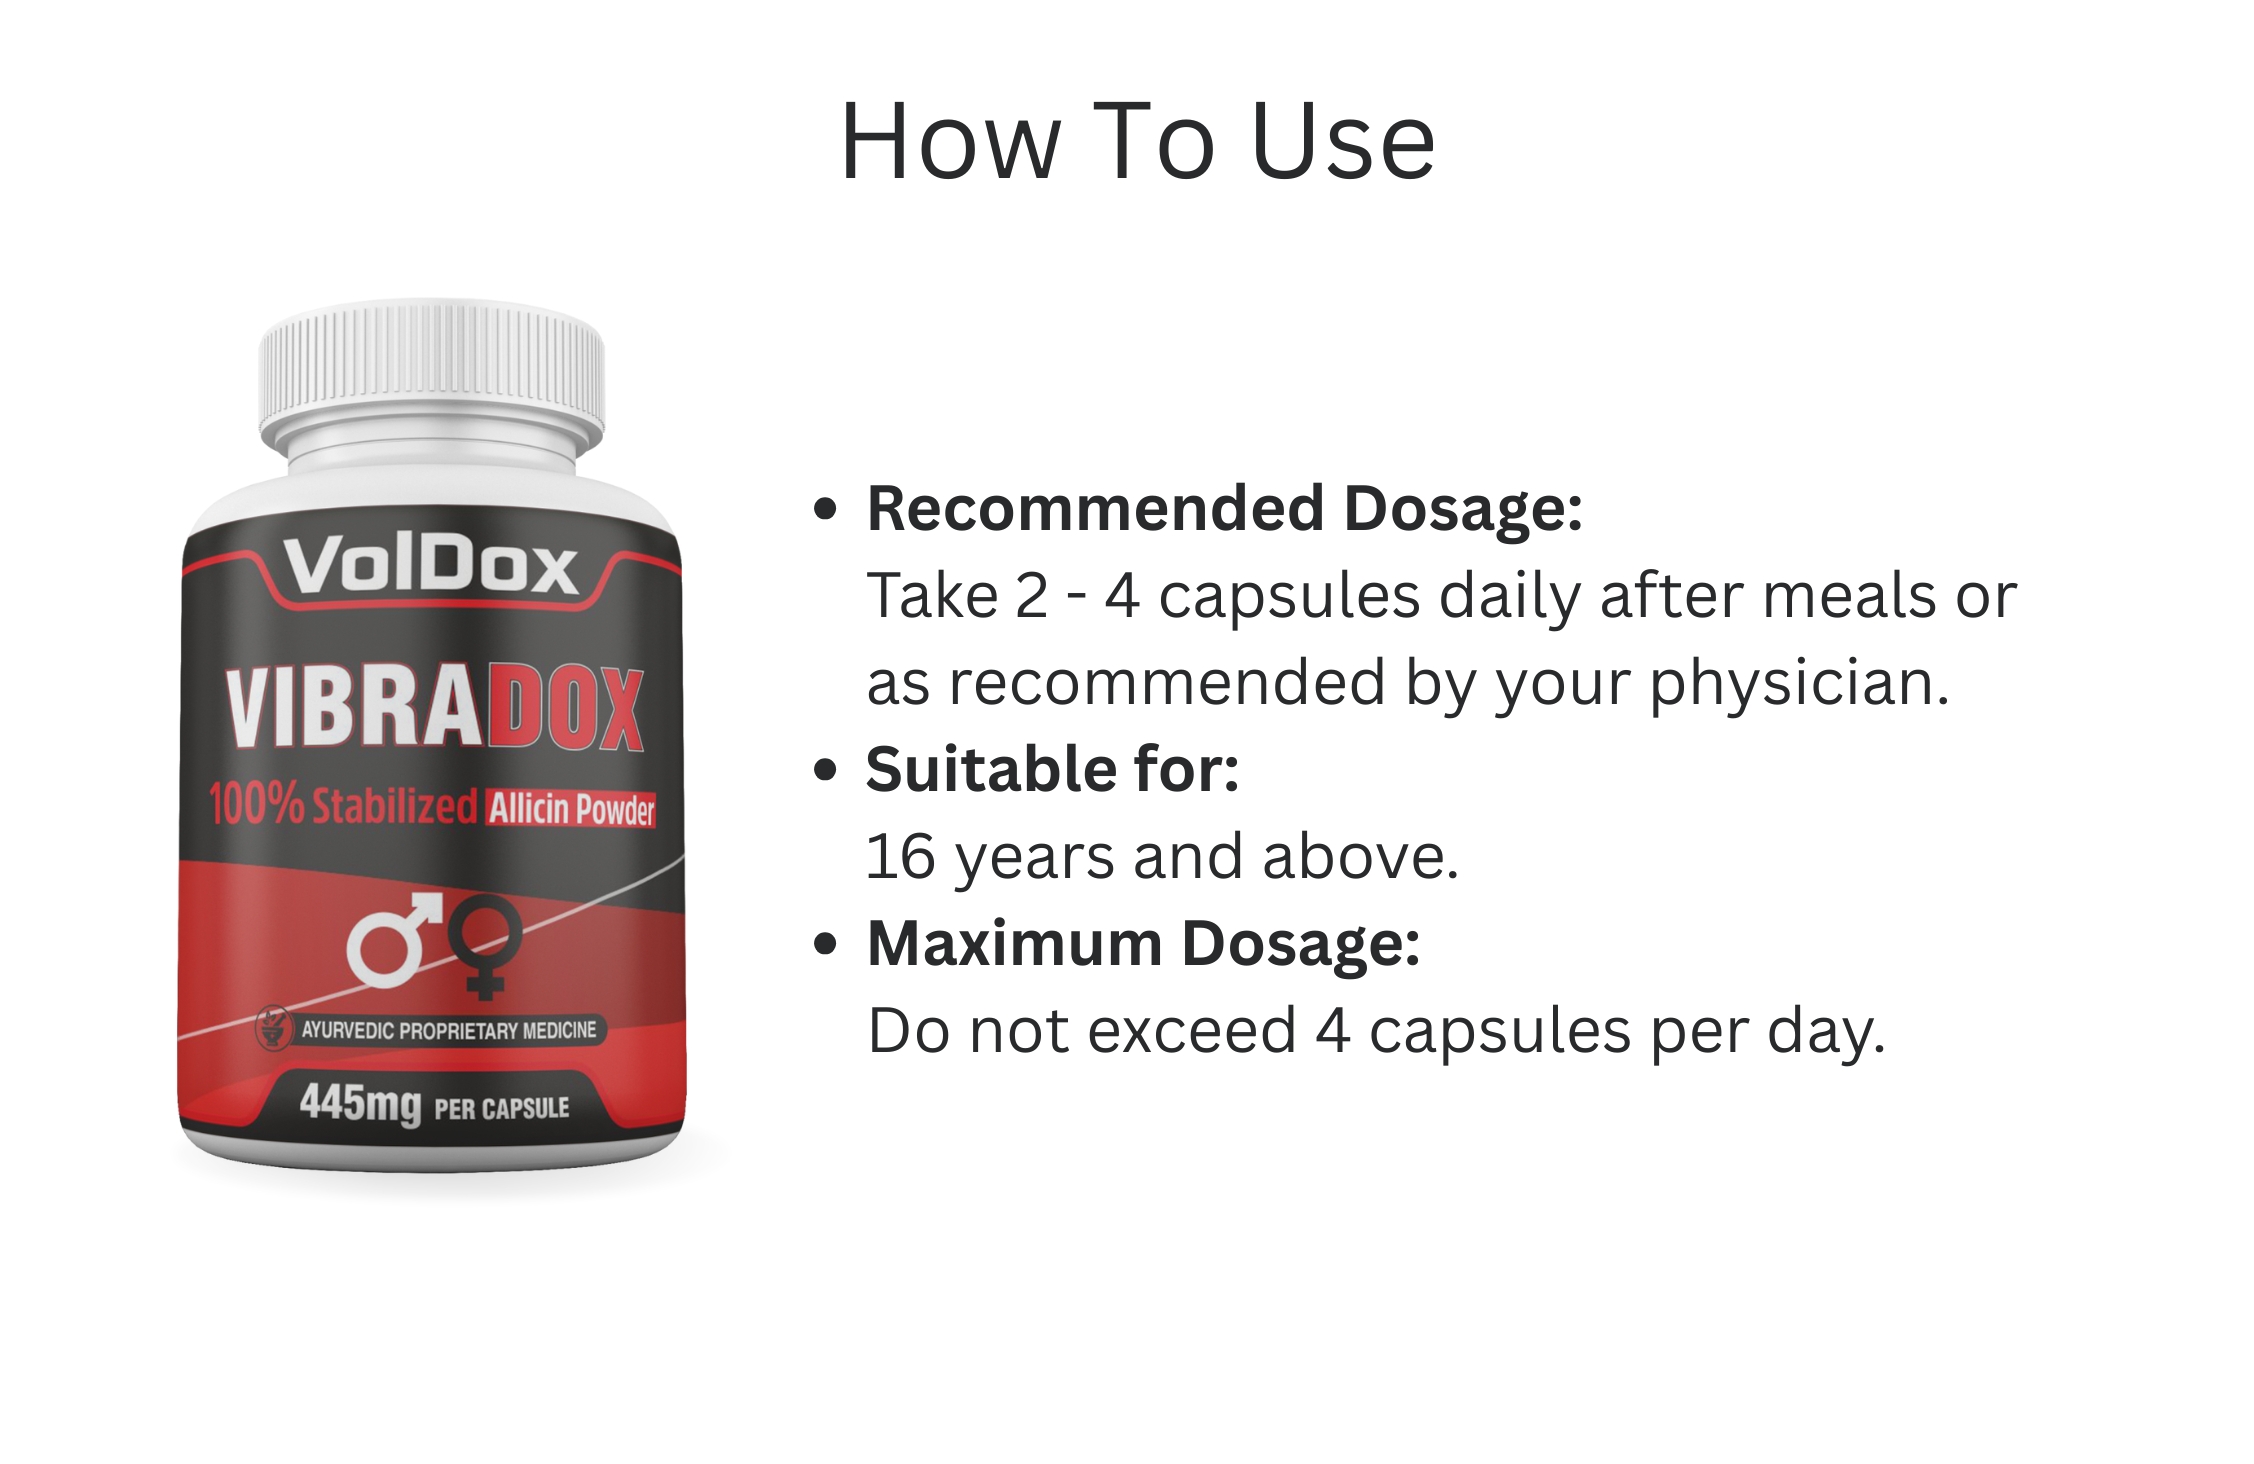 How To Use
VolDox
VIBRADOX
100% Stabilized Allicin Powder
AYURVEDIC PROPRIETARY MEDICINE
445mg PER CAPSULE
• Recommended Dosage:
Take 2 - 4 capsules daily after meals or
as recommended by your physician.
• Suitable for:
16 years and above.
• Maximum Dosage:
Do not exceed 4 capsules per day.